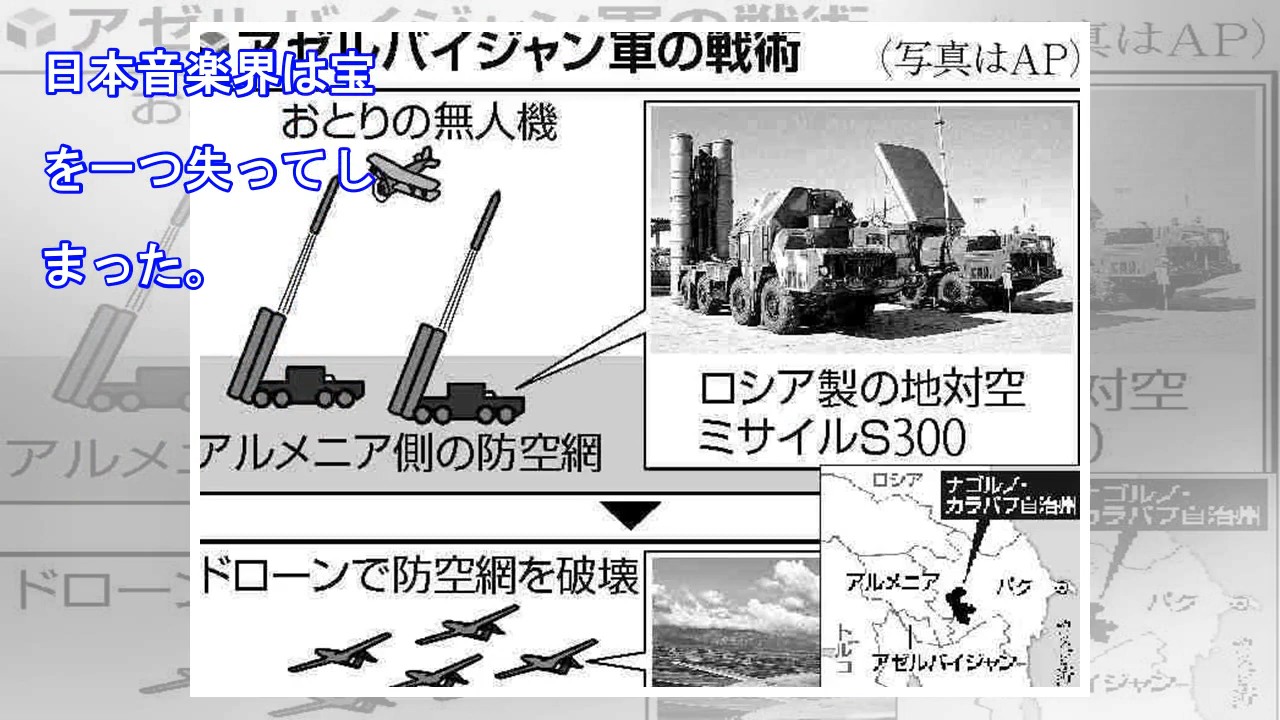 アゼルバイジャン軍の戦術
(写真はAP)
日本音楽界は宝
を一つ失ってし
まった。
おとりの無人機
ロシア製の地対空
ミサイルS300
アルメニア側の防空網
ドローンで防空網を破壊
ロシア
ナゴルノ・
カラバフ自治州
アルメニア
バク
トルコ
アゼルバイジャン